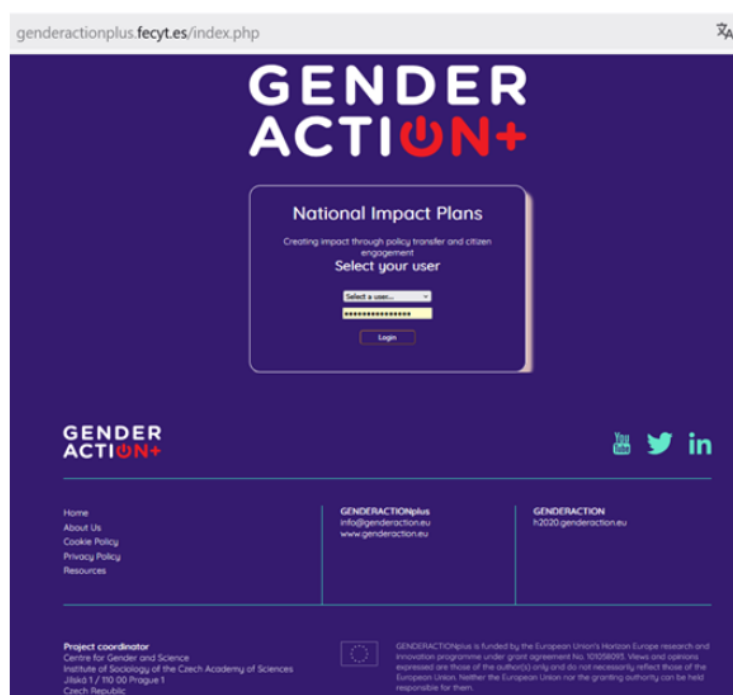 genderactionplus.fecyt.es/index.php
GENDER
ACTION+
National Impact Plans
Creating impact through policy transfer and citizen
engagement
Select your user
Select a user...
Login
GENDER
ACTION+
You
Tube
in
Home
About Us
Cookie Policy
Privacy Policy
Resources
GENDERACTIONplus
info@genderaction.eu
www.genderaction.eu
GENDERACTION
h2020.genderaction.eu
Project coordinator
Centre for Gender and Science
Institute of Sociology of the Czech Academy of Sciences
Jilská 1 / 110 00 Prague 1
Czech Republic
GENDERACTIONplus is funded by the European Union's Horizon Europe research and
innovation programme under grant agreement No. 101058093. Views and opinions
expressed are those of the author(s) only and do not necessarily reflect those of the
European Union. Neither the European Union nor the granting authority can be held
responsible for them.